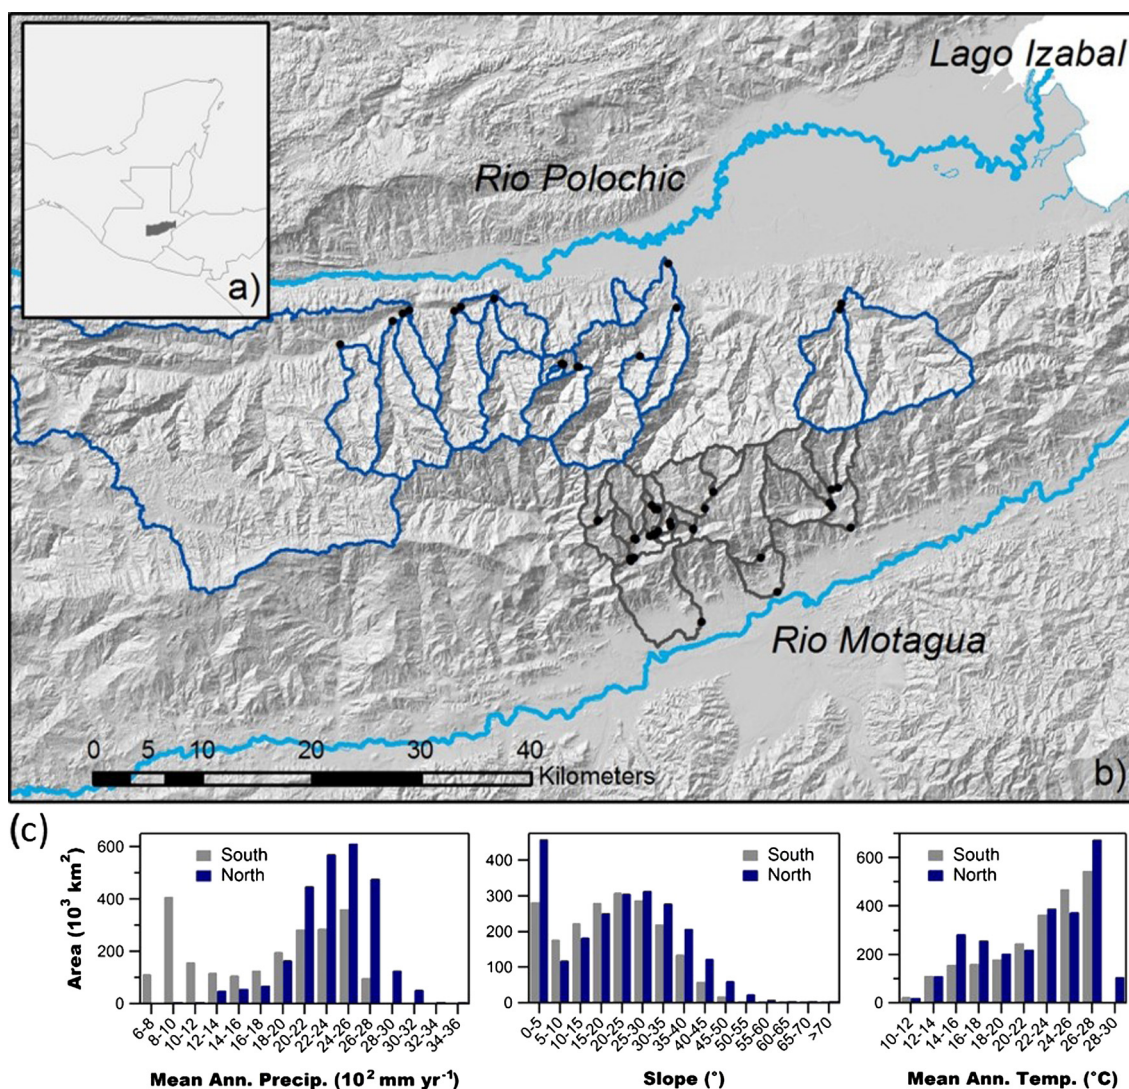 Lago Izabal
Rio Polochic
a)
Rio Motagua
0 5 10 20 30 40
Kilometers
b)
(c)
Area (10³ km²)
600
400
200
0
South
North
6-8
8-10
10-12
12-14
14-16
16-18
18-20
20-22
22-24
24-26
26-28
28-30
30-32
32-34
34-36
Mean Ann. Precip. (10² mm yr⁻¹)
400
300
200
100
0
South
North
0-5
5-10
10-15
15-20
20-25
25-30
30-35
35-40
40-45
45-50
50-55
55-60
60-65
65-70
>70
Slope (°)
600
400
200
0
South
North
10-12
12-14
14-16
16-18
18-20
20-22
22-24
24-26
26-28
28-30
Mean Ann. Temp. (°C)